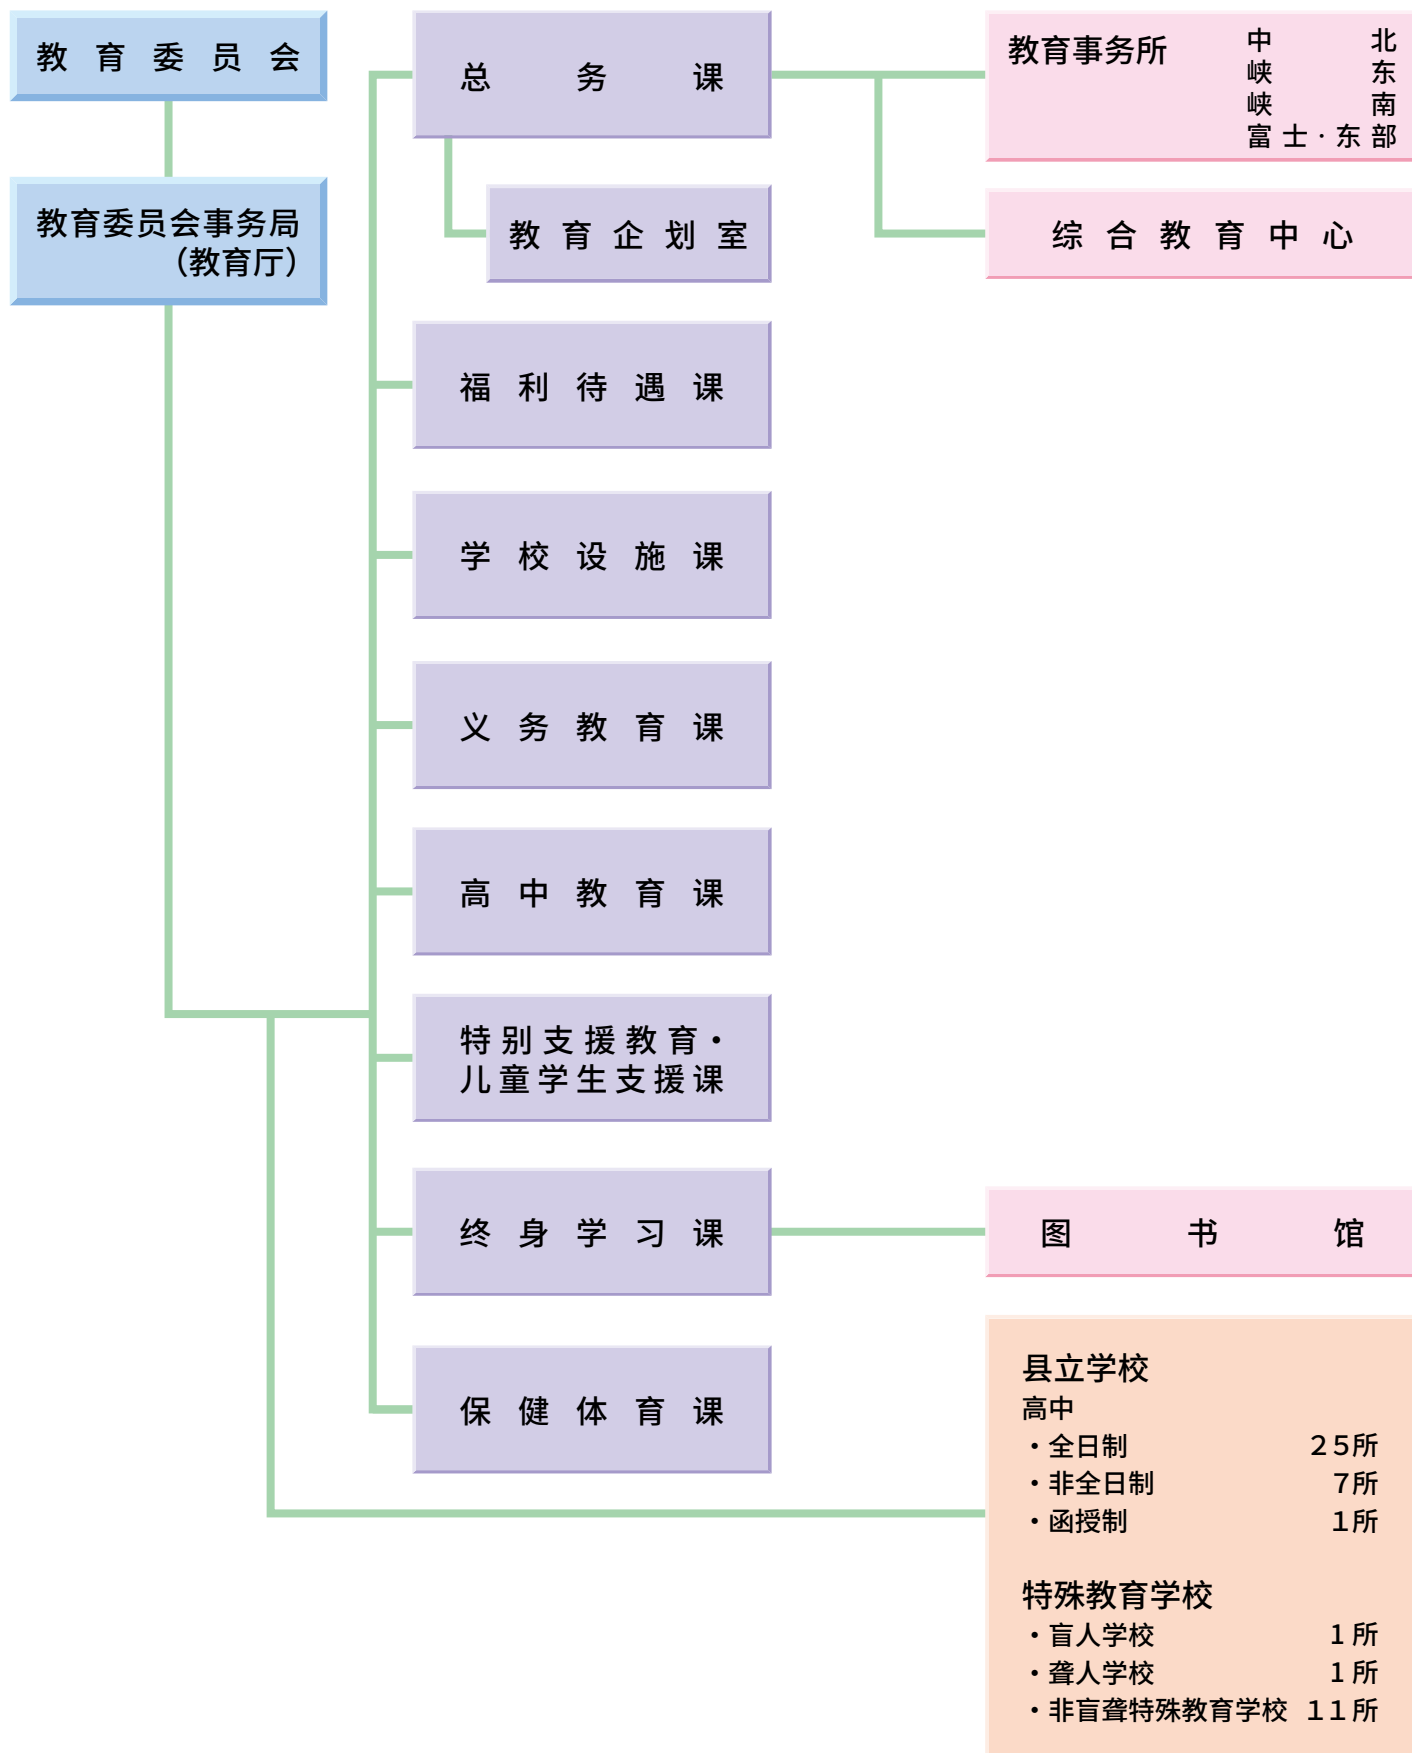 教育委员会
教育委员会事务局
（教育厅）
总务课
教育企划室
福利待遇课
学校设施课
义务教育课
高中教育课
特别支援教育・
儿童学生支援课
终身学习课
保健体育课
教育事务所 中北
峡东
峡南
富士·东部
综合教育中心
图书馆
县立学校
高中
・全日制 25所
・非全日制 7所
・函授制 1所
特殊教育学校
・盲人学校 1所
・聋人学校 1所
・非盲聋特殊教育学校 11所